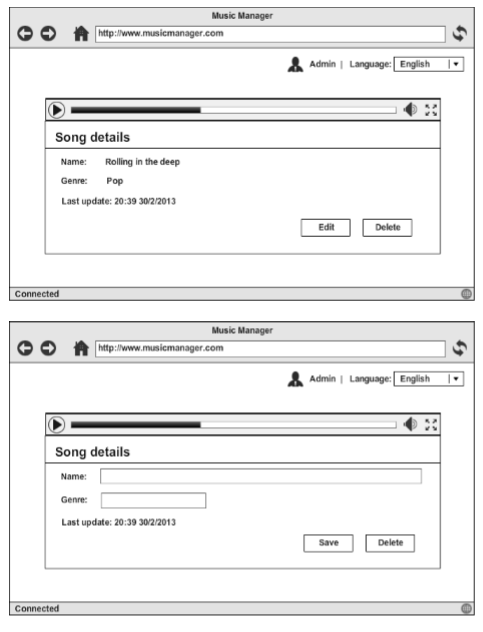 Music Manager
http://www.musicmanager.com
Admin | Language: English
Song details
Name: Rolling in the deep
Genre: Pop
Last update: 20:39 30/2/2013
Edit Delete
Connected
Music Manager
http://www.musicmanager.com
Admin | Language: English
Song details
Name:
Genre:
Last update: 20:39 30/2/2013
Save Delete
Connected